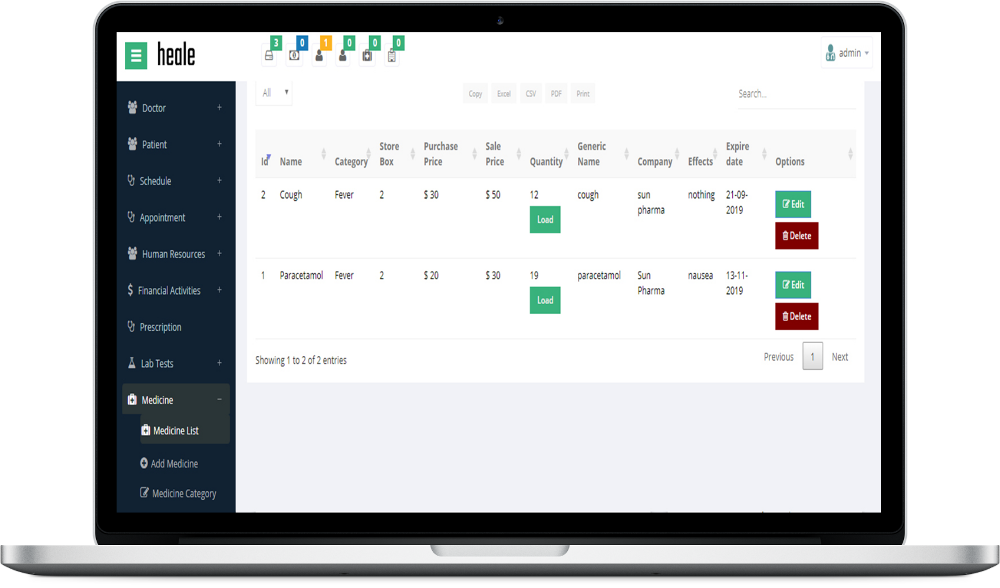 heale
3 0 1 0 0 0
admin
Doctor +
Patient +
Schedule +
Appointment +
Human Resources +
Financial Activities +
Prescription
Lab Tests +
Medicine −
Medicine List
Add Medicine
Medicine Category
All
Copy Excel CSV PDF Print
Search...
Id Name Category Store Box Purchase Price Sale Price Quantity Generic Name Company Effects Expire date Options
2 Cough Fever 2 $ 30 $ 50 12 cough sun nothing 21-09-
pharma 2019
Load
Edit
Delete
1 Paracetamol Fever 2 $ 20 $ 30 19 paracetamol Sun nausea 13-11-
Pharma 2019
Load
Edit
Delete
Showing 1 to 2 of 2 entries
Previous 1 Next